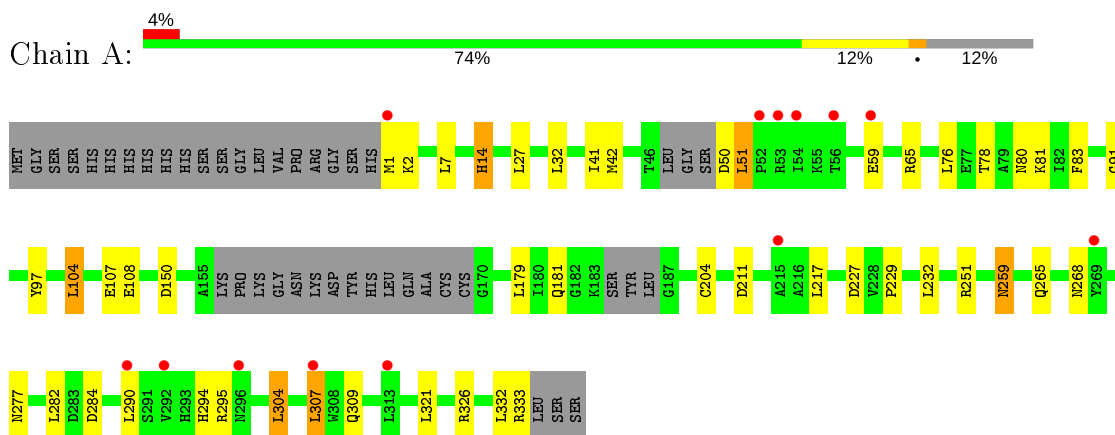 4%
Chain A:
74% 12% • 12%
MET GLY SER SER HIS HIS HIS HIS HIS HIS SER SER GLY LEU VAL PRO ARG GLY SER HIS M1 K2 L7 H14 L27 L32 I41 M42 T46 LEU GLY SER D50 L51 P52 R53 I54 K55 T56 E59 R65 L76 E77 T78 A79 N80 K81 I82 F83 G91
Y97 L104 E107 E108 D150 A155 LYS PRO LYS GLY ASN LYS ASP TYR HIS LEU GLN ALA CYS CYS G170 L179 I180 Q181 G182 K183 SER TYR LEU G187 C204 D211 A215 A216 L217 D227 V228 P229 L232 R251 N259 Q265 N268 Y269
N277 L282 D283 D284 L290 S291 V292 H293 H294 R295 N296 L304 L307 W308 Q309 L313 L321 R326 L332 R333 LEU SER SER